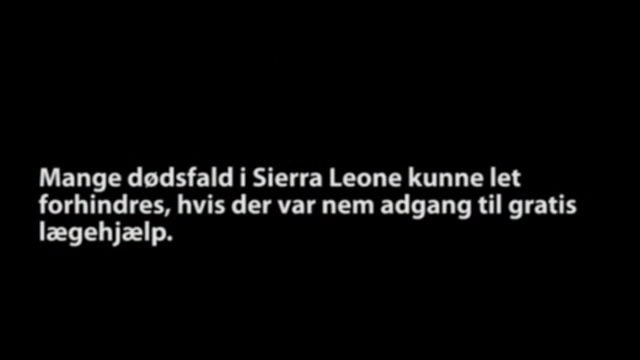 Mange dødsfald i Sierra Leone kunne let
forhindres, hvis der var nem adgang til gratis
lægehjælp.